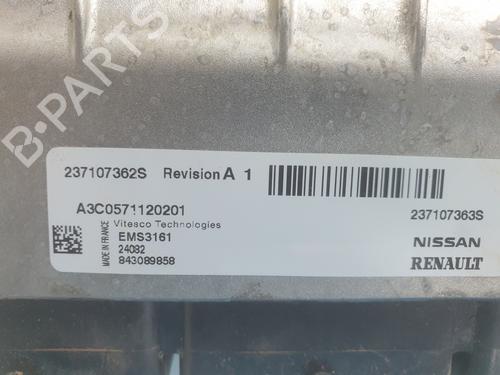 B-PARTS
237107362S Revision A 1
A3C0571120201
237107363S
Vitesco Technologies
MADE IN FRANCE
EMS3161
24082
843089858
NISSAN
RENAULT